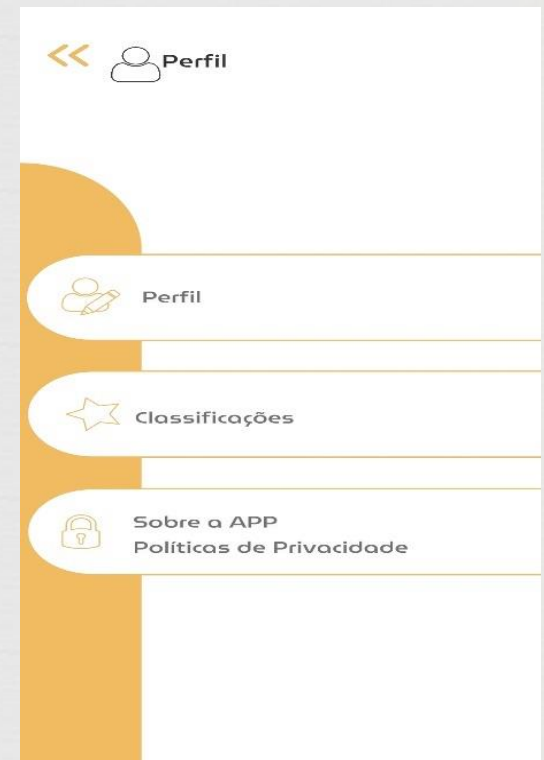 Perfil
Perfil
Classificações
Sobre a APP
Políticas de Privacidade